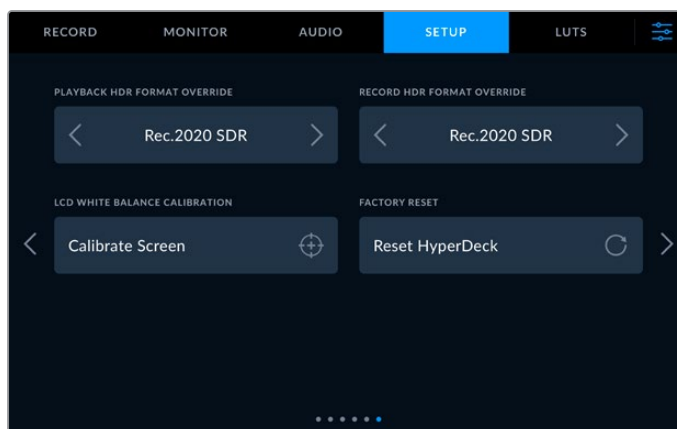 RECORD MONITOR AUDIO SETUP LUTS
PLAYBACK HDR FORMAT OVERRIDE RECORD HDR FORMAT OVERRIDE
Rec.2020 SDR Rec.2020 SDR
LCD WHITE BALANCE CALIBRATION FACTORY RESET
Calibrate Screen Reset HyperDeck